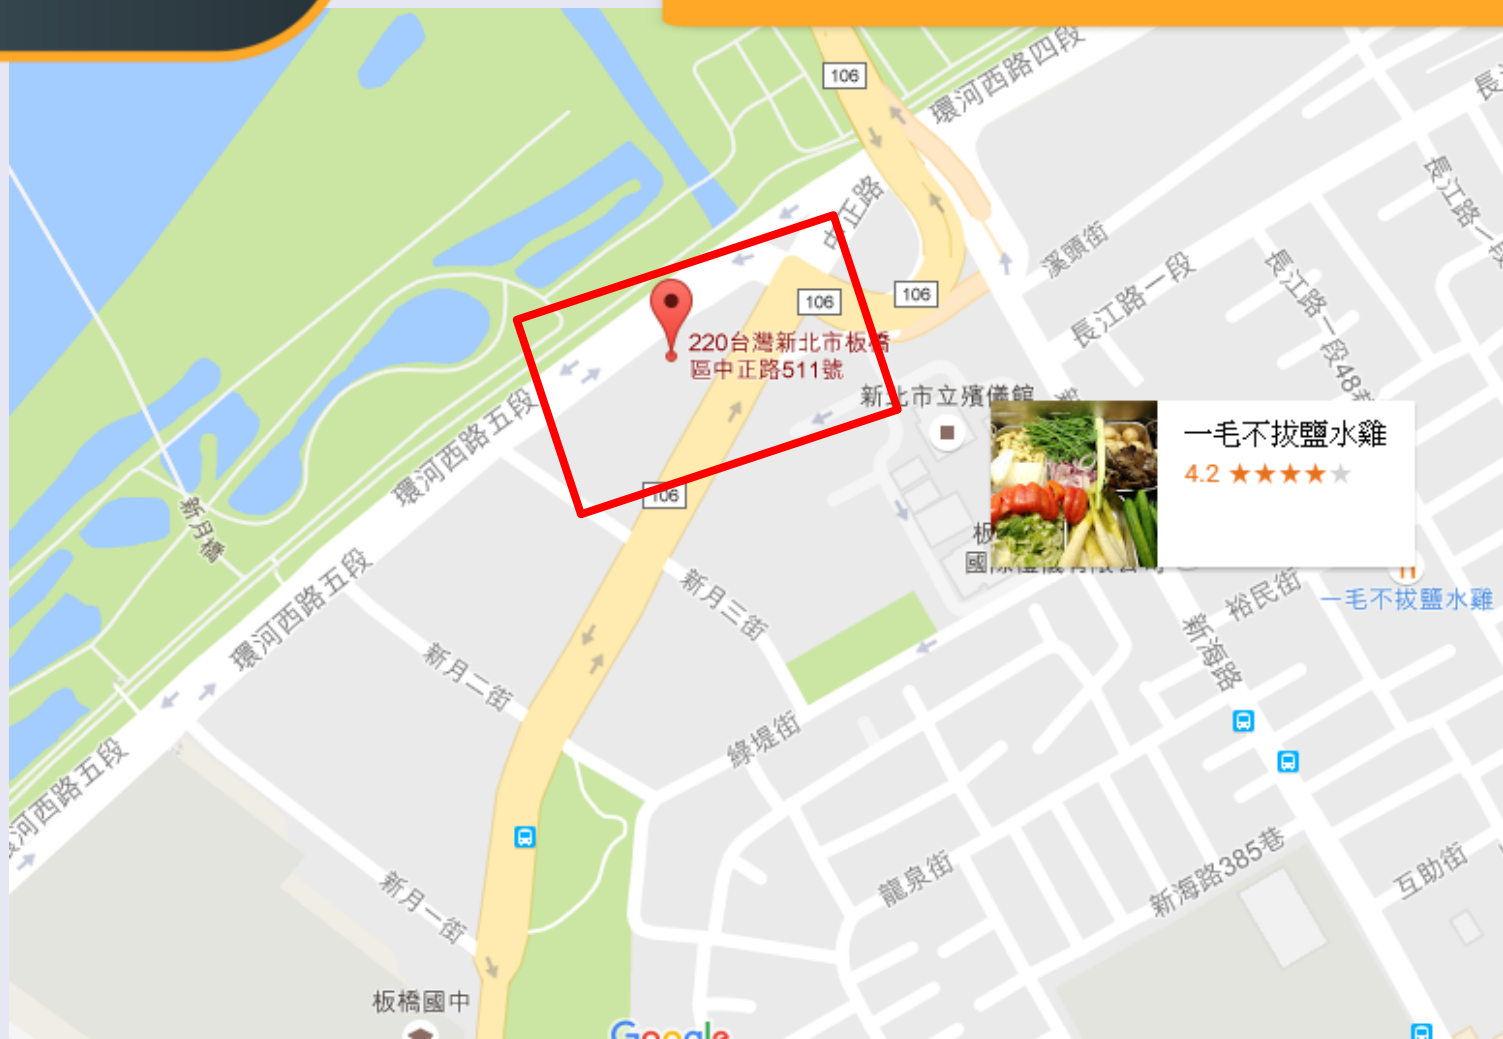 106
環河西路四段
中正路
長江路一
溪頭街
長江路一段
長江路一段48巷
106
106
220台灣新北市板橋
區中正路511號
新北市立殯儀館
一毛不拔鹽水雞
4.2
環河西路五段
106
新月橋
一毛不拔鹽水雞
裕民街
新海路
新月三街
環河西路五段
新月二街
綠堤街
河西路五段
龍泉街
新海路385巷
互助街
新月一街
板橋國中
Google